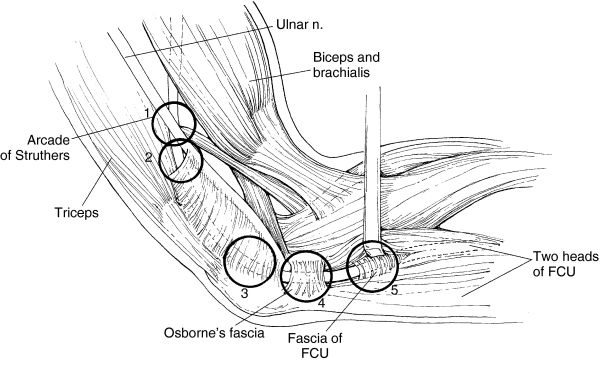 Ulnar n.
Biceps and
brachialis
1
Arcade
of Struthers
2
Triceps
Two heads
of FCU
3
4
5
Osborne's fascia
Fascia of
FCU